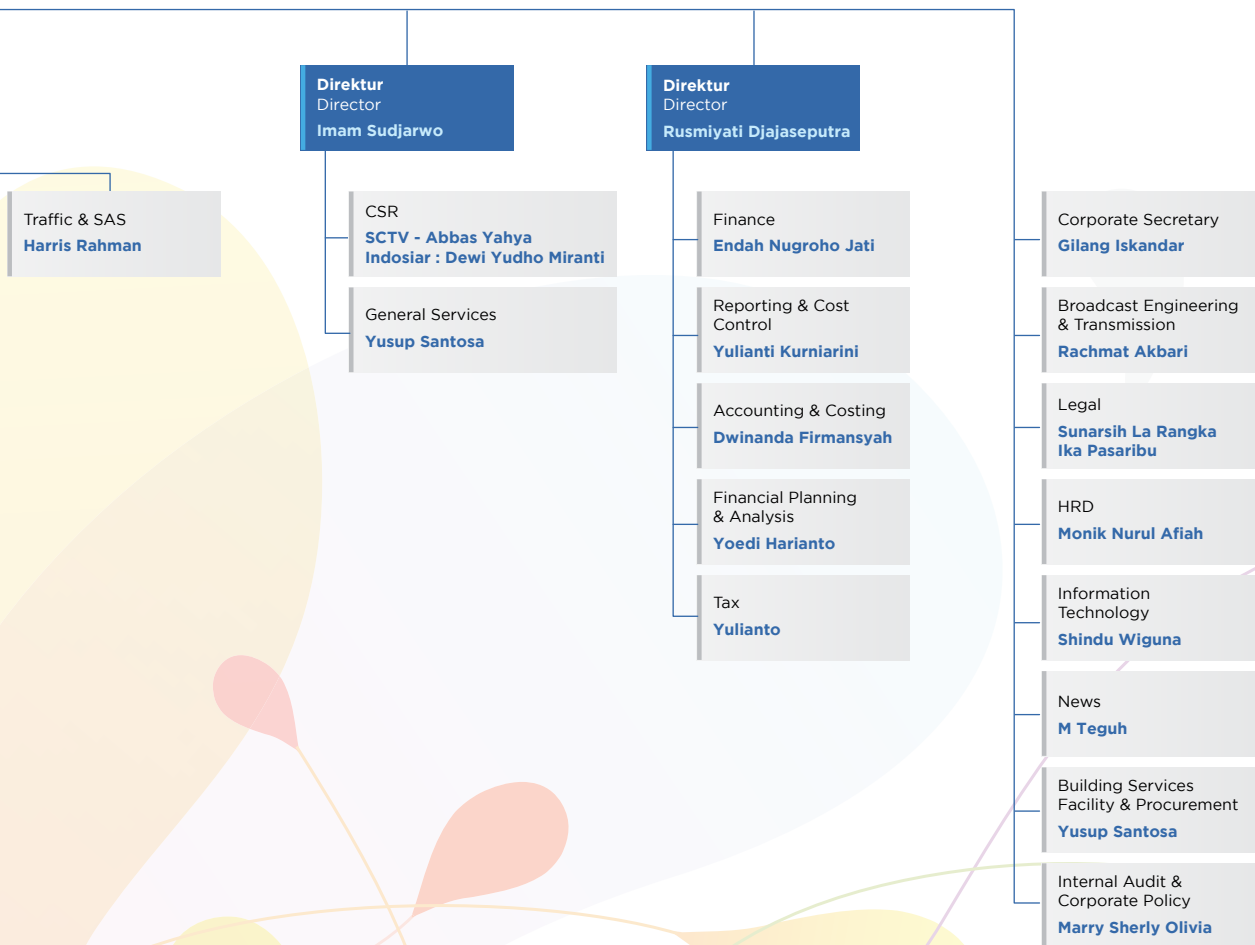 Direktur
Director
Imam Sudjarwo
Direktur
Director
Rusmiyati Djajaseputra
Traffic & SAS
Harris Rahman
CSR
SCTV - Abbas Yahya
Indosiar : Dewi Yudho Miranti
General Services
Yusup Santosa
Finance
Endah Nugroho Jati
Reporting & Cost
Control
Yulianti Kurniarini
Accounting & Costing
Dwinanda Firmansyah
Financial Planning
& Analysis
Yoedi Harianto
Tax
Yulianto
Corporate Secretary
Gilang Iskandar
Broadcast Engineering
& Transmission
Rachmat Akbari
Legal
Sunarsih La Rangka
Ika Pasaribu
HRD
Monik Nurul Afiah
Information
Technology
Shindu Wiguna
News
M Teguh
Building Services
Facility & Procurement
Yusup Santosa
Internal Audit &
Corporate Policy
Marry Sherly Olivia